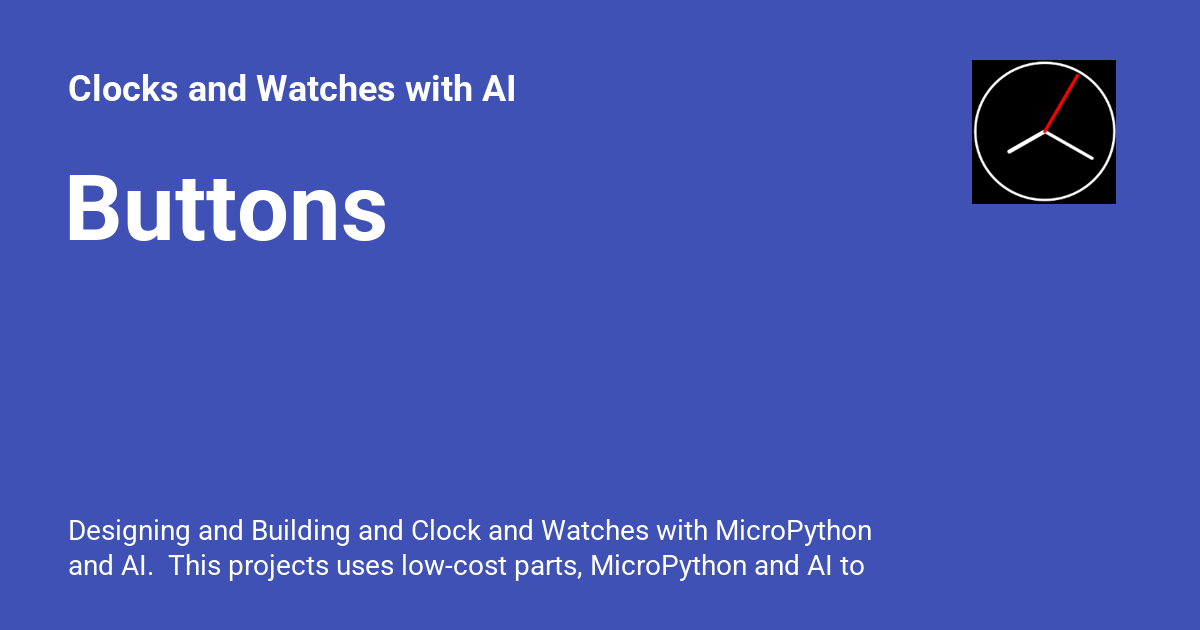 Clocks and Watches with AI
Buttons
Designing and Building and Clock and Watches with MicroPython
and AI.  This projects uses low-cost parts, MicroPython and AI to